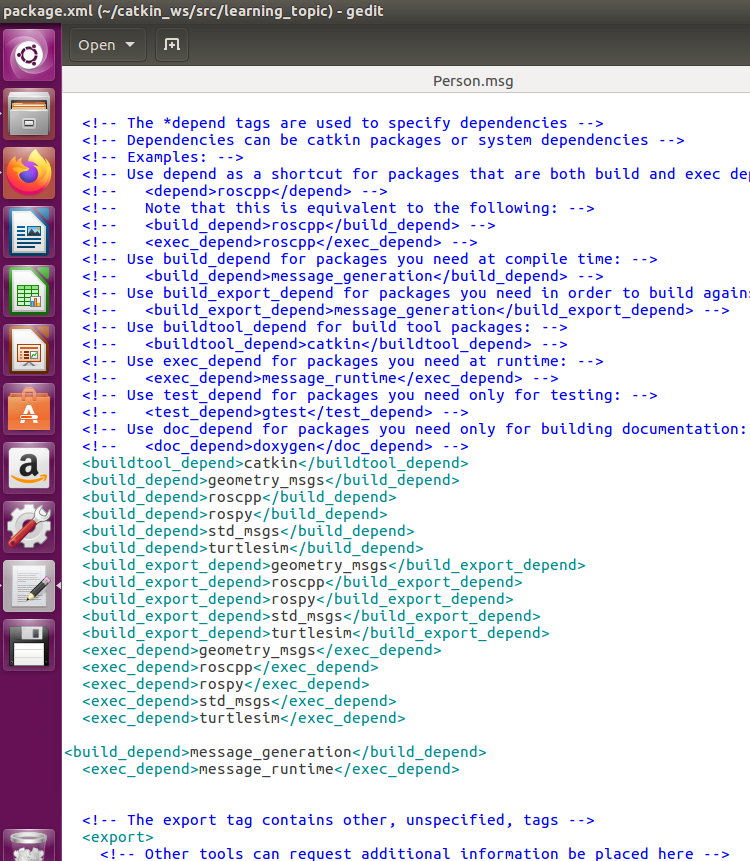 package.xml (~/catkin_ws/src/learning_topic) - gedit
Open
Person.msg
<!-- The *depend tags are used to specify dependencies -->
<!-- Dependencies can be catkin packages or system dependencies -->
<!-- Examples: -->
<!-- Use depend as a shortcut for packages that are both build and exec dep
<!--   <depend>roscpp</depend> -->
<!--   Note that this is equivalent to the following: -->
<!--   <build_depend>roscpp</build_depend> -->
<!--   <exec_depend>roscpp</exec_depend> -->
<!-- Use build_depend for packages you need at compile time: -->
<!--   <build_depend>message_generation</build_depend> -->
<!-- Use build_export_depend for packages you need in order to build agains
<!--   <build_export_depend>message_generation</build_export_depend> -->
<!-- Use buildtool_depend for build tool packages: -->
<!--   <buildtool_depend>catkin</buildtool_depend> -->
<!-- Use exec_depend for packages you need at runtime: -->
<!--   <exec_depend>message_runtime</exec_depend> -->
<!-- Use test_depend for packages you need only for testing: -->
<!--   <test_depend>gtest</test_depend> -->
<!-- Use doc_depend for packages you need only for building documentation:
<!--   <doc_depend>doxygen</doc_depend> -->
<buildtool_depend>catkin</buildtool_depend>
<build_depend>geometry_msgs</build_depend>
<build_depend>roscpp</build_depend>
<build_depend>rospy</build_depend>
<build_depend>std_msgs</build_depend>
<build_depend>turtlesim</build_depend>
<build_export_depend>geometry_msgs</build_export_depend>
<build_export_depend>roscpp</build_export_depend>
<build_export_depend>rospy</build_export_depend>
<build_export_depend>std_msgs</build_export_depend>
<build_export_depend>turtlesim</build_export_depend>
<exec_depend>geometry_msgs</exec_depend>
<exec_depend>roscpp</exec_depend>
<exec_depend>rospy</exec_depend>
<exec_depend>std_msgs</exec_depend>
<exec_depend>turtlesim</exec_depend>
<build_depend>message_generation</build_depend>
<exec_depend>message_runtime</exec_depend>
<!-- The export tag contains other, unspecified, tags -->
<export>
<!-- Other tools can request additional information be placed here -->